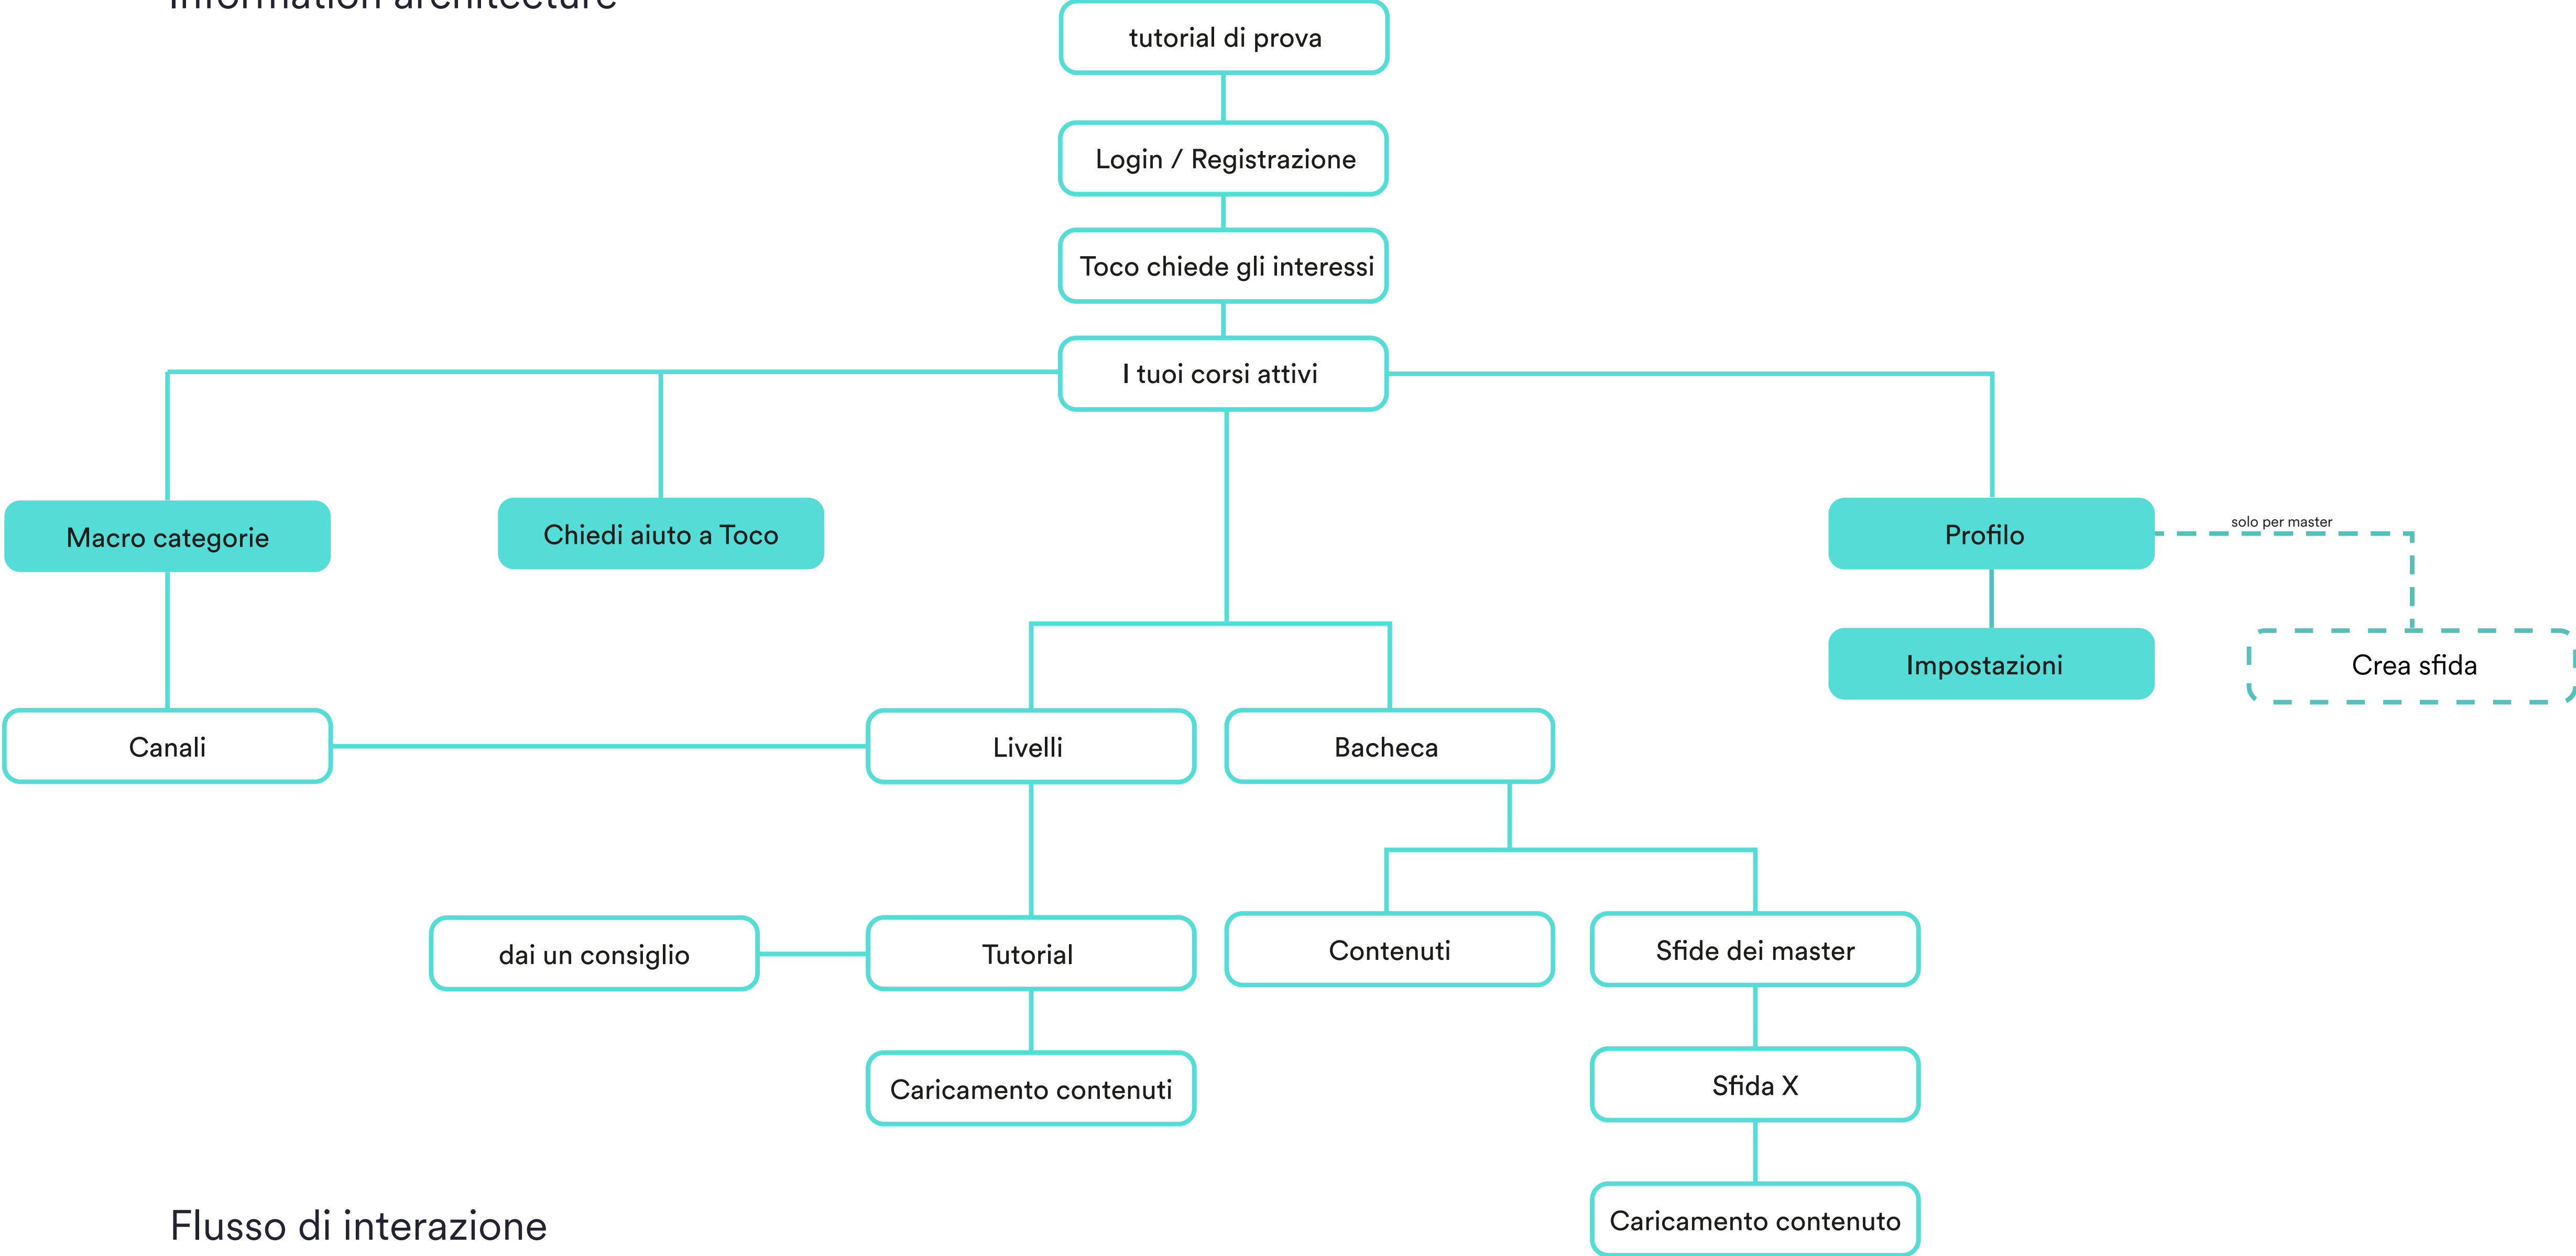 Information architecture
tutorial di prova
Login / Registrazione
Toco chiede gli interessi
I tuoi corsi attivi
Macro categorie
Chiedi aiuto a Toco
Profilo
solo per master
Impostazioni
Crea sfida
Canali
Livelli
Bacheca
dai un consiglio
Tutorial
Contenuti
Sfide dei master
Caricamento contenuti
Sfida X
Caricamento contenuto
Flusso di interazione